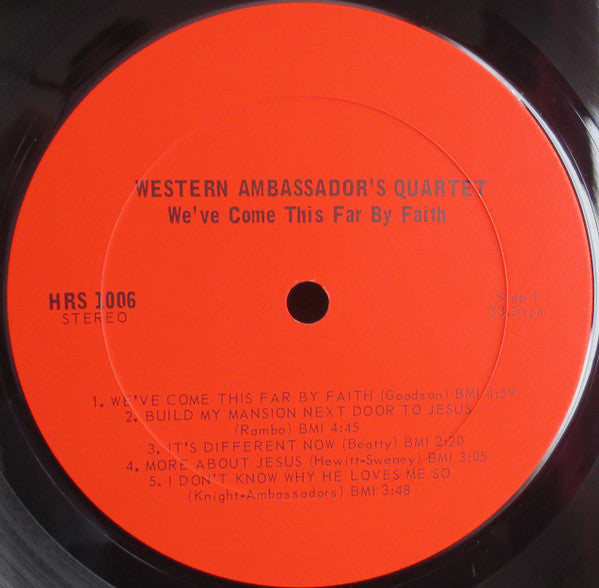 WESTERN AMBASSADOR'S QUARTET
We've Come This Far By Faith
HRS 1006
STEREO
Side 1
33.3 rpm
1. WE'VE COME THIS FAR BY FAITH (Goodson) BMI 4:59
2. BUILD MY MANSION NEXT DOOR TO JESUS
(Rambo) BMI 4:45
3. IT'S DIFFERENT NOW (Beatty) BMI 2:20
4. MORE ABOUT JESUS (Hewitt-Sweney) BMI 3:05
5. I DON'T KNOW WHY HE LOVES ME SO
(Knight-Ambassadors) BMI 3:48